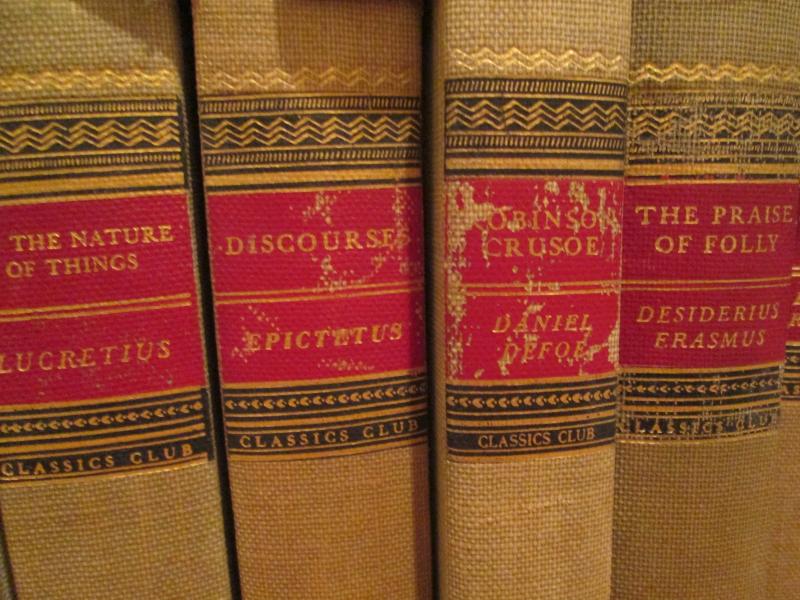 THE NATURE
OF THINGS
LUCRETIUS
CLASSICS CLUB
DISCOURSES
EPICTETUS
CLASSICS CLUB
ROBINSON
CRUSOE
DANIEL
DEFOE
CLASSICS CLUB
THE PRAISE
OF FOLLY
DESIDERIUS
ERASMUS
CLASSICS CLUB